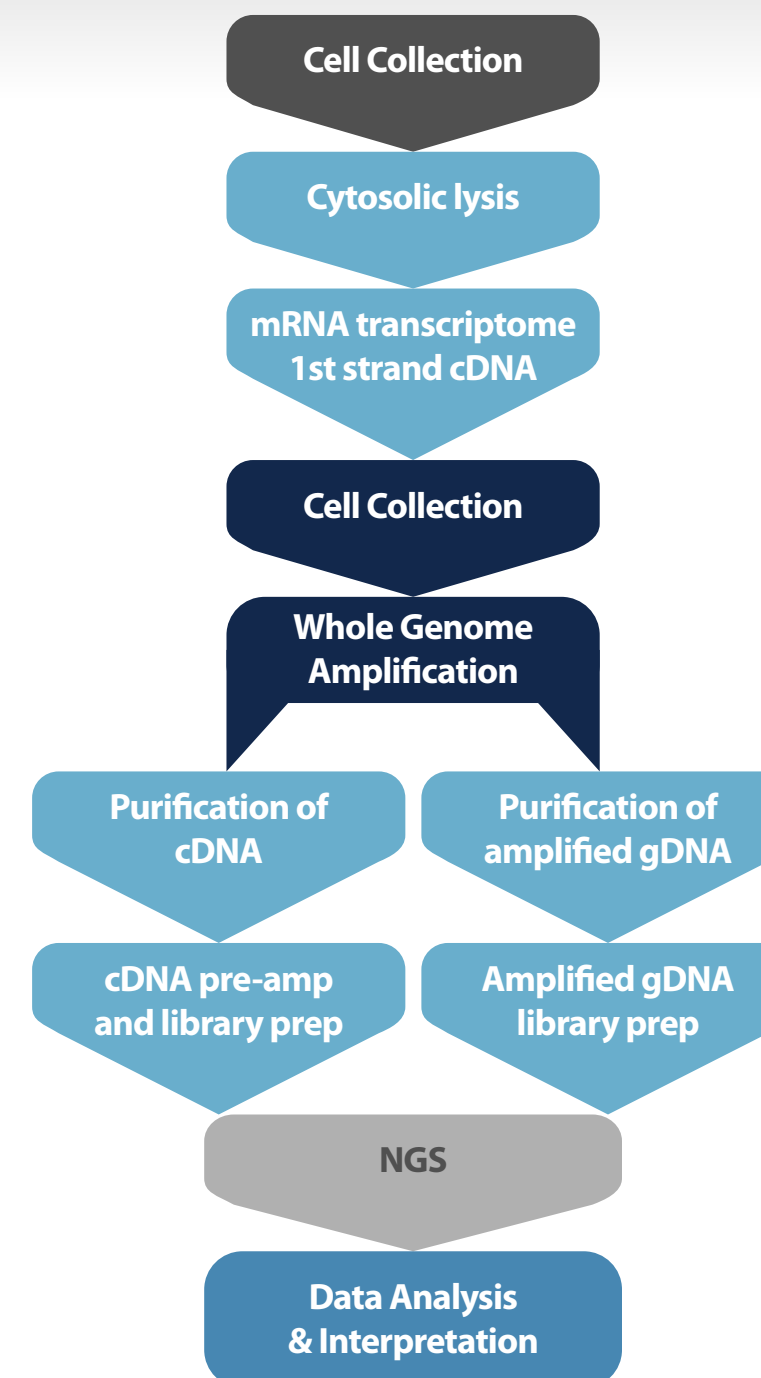 Cell Collection
Cytosolic lysis
mRNA transcriptome
1st strand cDNA
Cell Collection
Whole Genome
Amplification
Purification of
cDNA
Purification of
amplified gDNA
cDNA pre-amp
and library prep
Amplified gDNA
library prep
NGS
Data Analysis
& Interpretation